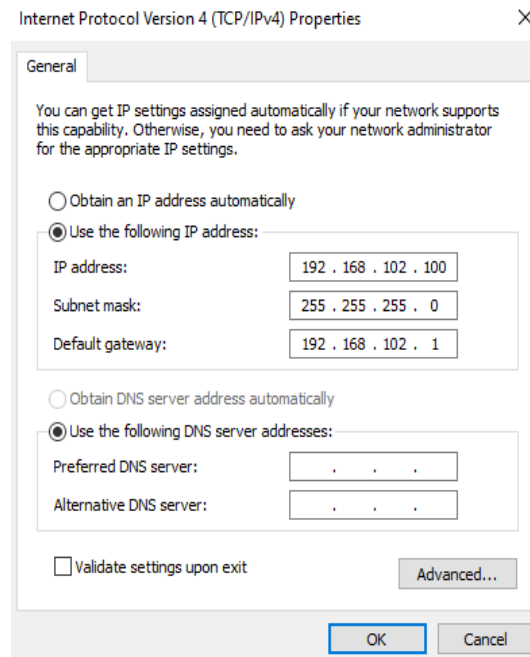 Internet Protocol Version 4 (TCP/IPv4) Properties
General
You can get IP settings assigned automatically if your network supports
this capability. Otherwise, you need to ask your network administrator
for the appropriate IP settings.
Obtain an IP address automatically
Use the following IP address:
IP address: 192 . 168 . 102 . 100
Subnet mask: 255 . 255 . 255 . 0
Default gateway: 192 . 168 . 102 . 1
Obtain DNS server address automatically
Use the following DNS server addresses:
Preferred DNS server: . . .
Alternative DNS server: . . .
Validate settings upon exit
Advanced...
OK Cancel